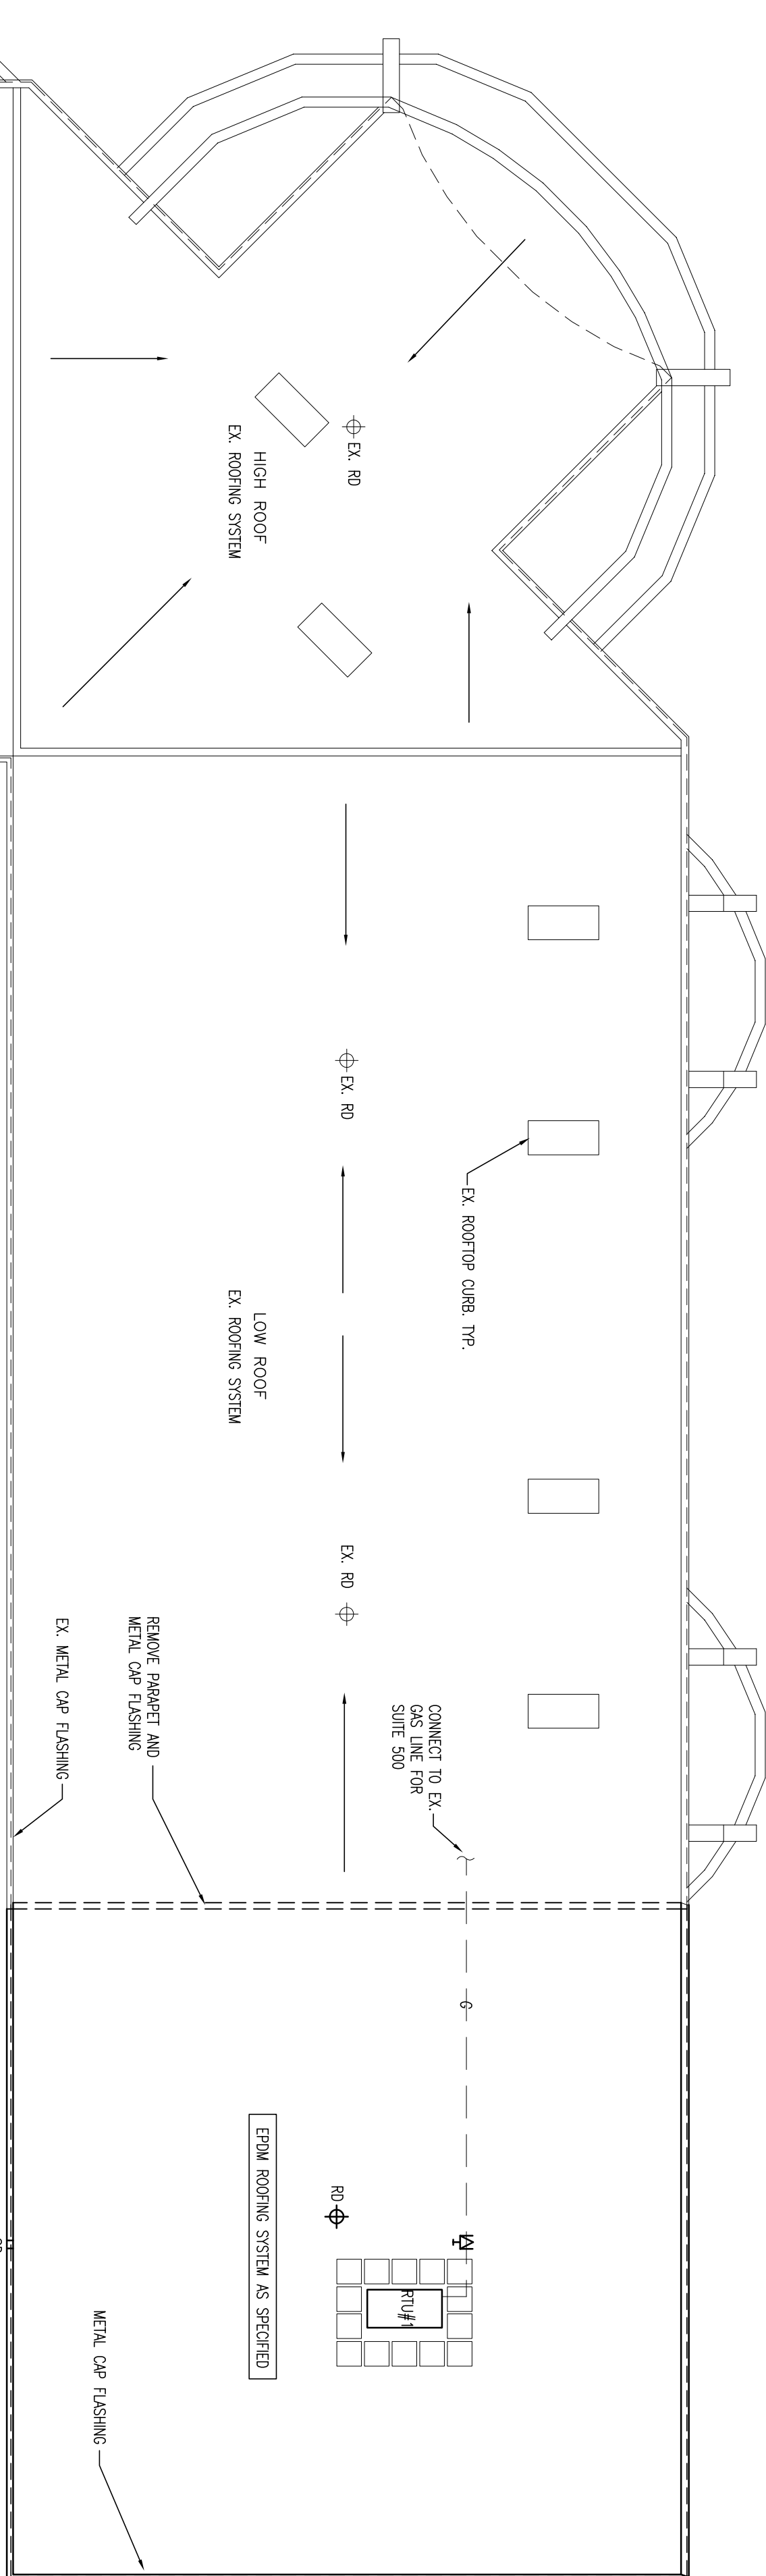 EX. RD
HIGH ROOF
EX. ROOFING SYSTEM
EX. RD
EX. ROOFTOP CURB. TYP.
LOW ROOF
EX. ROOFING SYSTEM
EX. RD
CONNECT TO EX.
GAS LINE FOR
SUITE 500
REMOVE PARAPET AND
METAL CAP FLASHING
EX. METAL CAP FLASHING
G
RD
RTU#1
EPDM ROOFING SYSTEM AS SPECIFIED
METAL CAP FLASHING